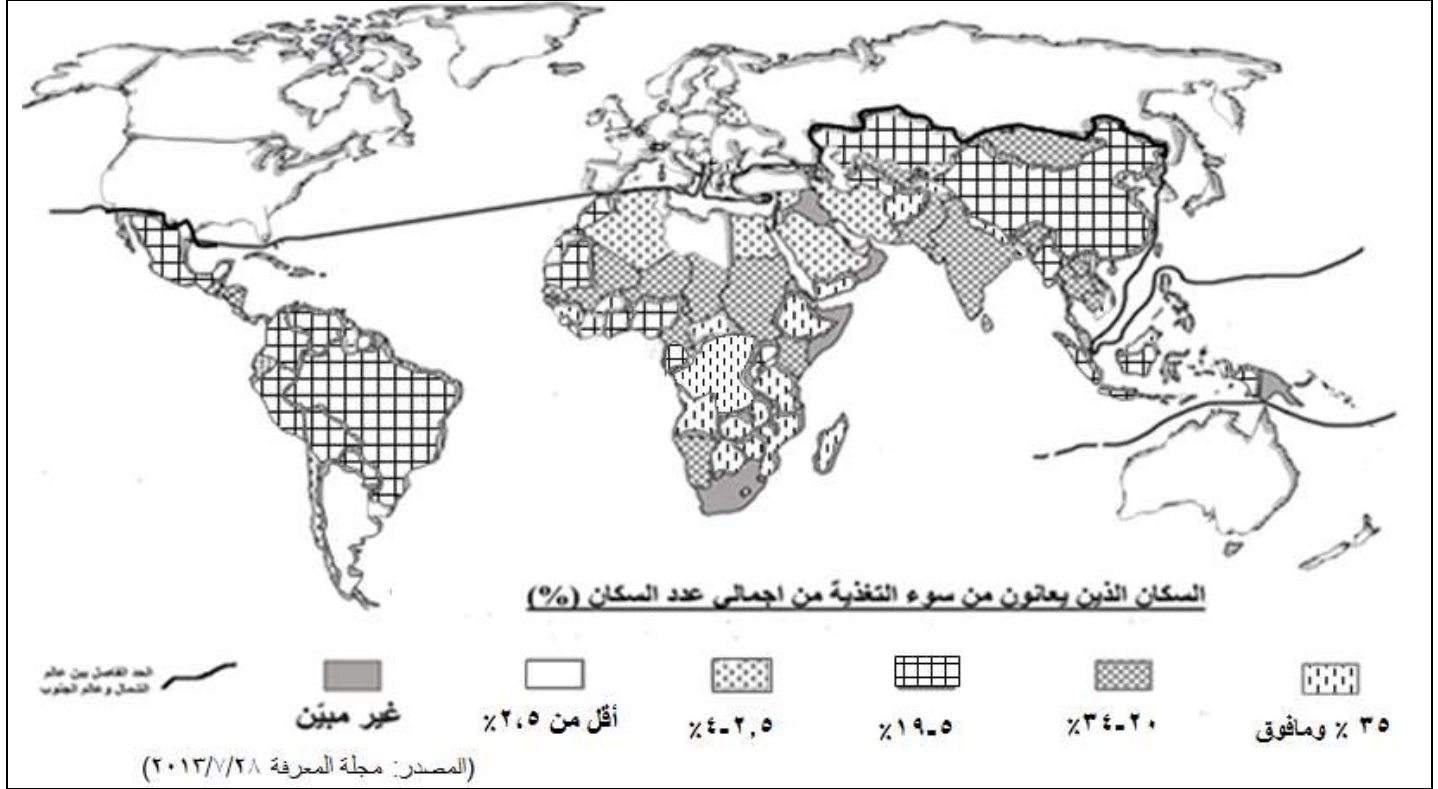 السكان الذين يعانون من سوء التغذية من اجمالي عدد السكان (%)
٣٥ ٪ ومافوق
٢٠-٣٤٪
٥-١٩٪
٢,٥-٤٪
أقل من ٢،٥٪
غير مبيّن
الحد الفاصل بين عالم
الشمال وعالم الجنوب
(المصدر: مجلة المعرفة ٢٠١٣/٧/٢٨)